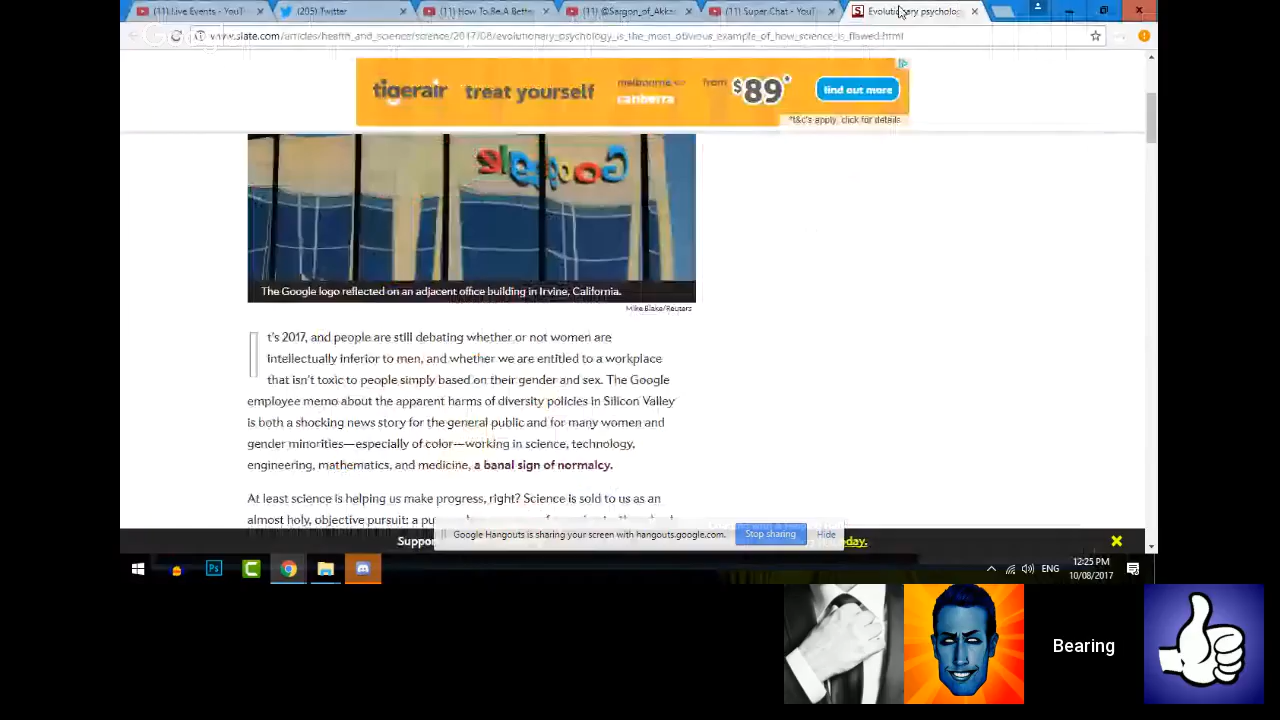 (11) Live Events - YouT
(205) Twitter
(11) How To Be A Bette
(11) @Sargon_of_Akka
(11) Super Chat - YouT
Evolutionary psycholog
www.slate.com/articles/health_and_science/science/2017/08/evolutionary_psychology_is_the_most_obvious_example_of_how_science_is_flawed.html
tigerair treat yourself melbourne canberra from $89* find out more
*t&c's apply, click for details
Google
The Google logo reflected on an adjacent office building in Irvine, California.
Mike Blake/Reuters
It's 2017, and people are still debating whether or not women are
intellectually inferior to men, and whether we are entitled to a workplace
that isn't toxic to people simply based on their gender and sex. The Google
employee memo about the apparent harms of diversity policies in Silicon Valley
is both a shocking news story for the general public and for many women and
gender minorities—especially of color—working in science, technology,
engineering, mathematics, and medicine, a banal sign of normalcy.
At least science is helping us make progress, right? Science is sold to us as an
almost holy, objective pursuit: a pu
Google Hangouts is sharing your screen with hangouts.google.com. Stop sharing Hide
Suppor
oday.
Ps
ENG
12:25 PM
10/08/2017
Bearing